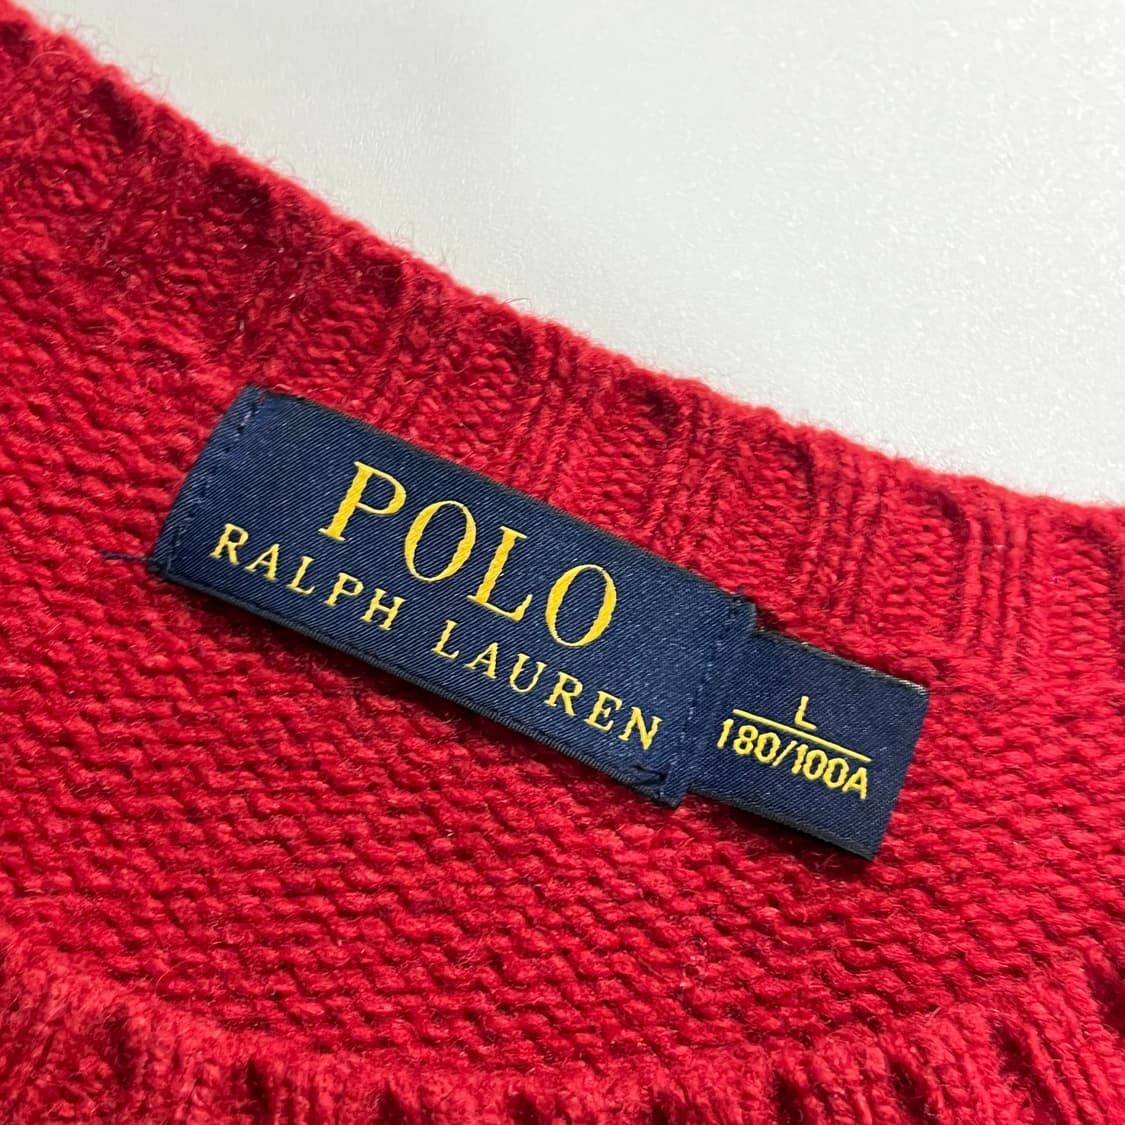 POLO
RALPH LAUREN
L
180/100A